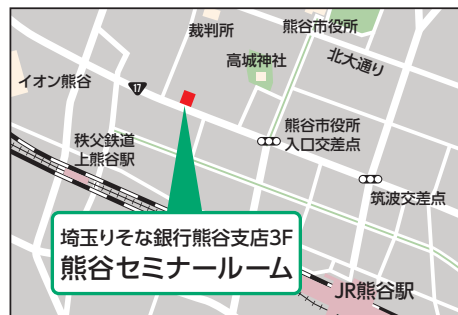 裁判所
熊谷市役所
北大通り
高城神社
イオン熊谷
17
熊谷市役所
入口交差点
秩父鉄道
上熊谷駅
筑波交差点
埼玉りそな銀行熊谷支店3F
熊谷セミナールーム
JR熊谷駅